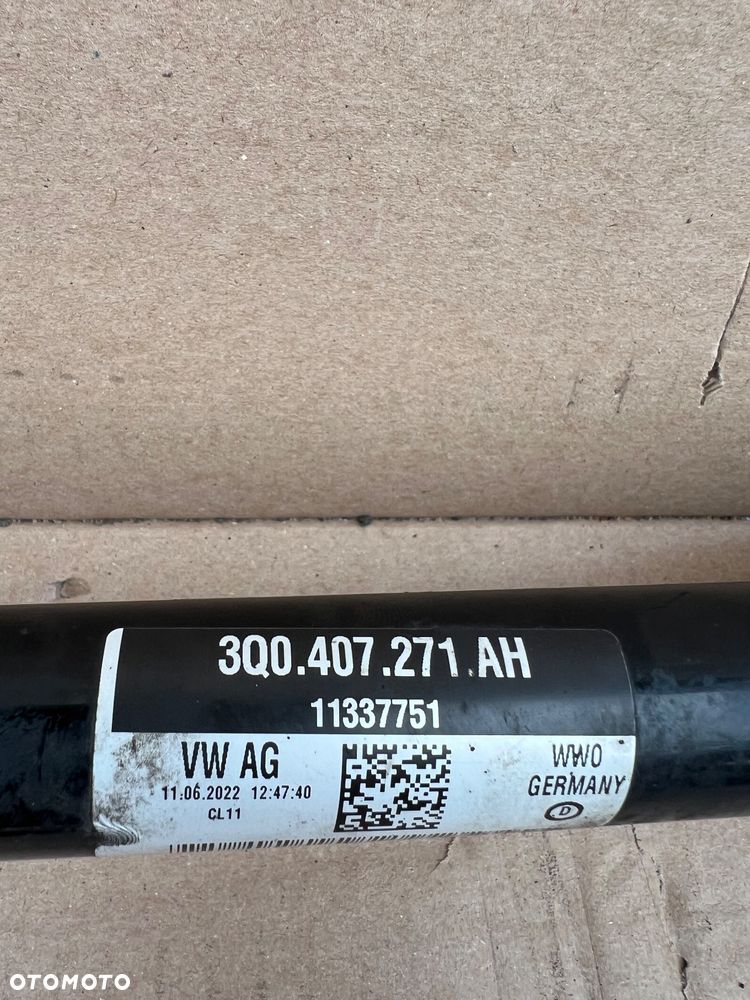 3Q0.407.271 AH
11337751
VW AG
11.06.2022 12:47:40
CL11
WWO
GERMANY
D
OTOMOTO